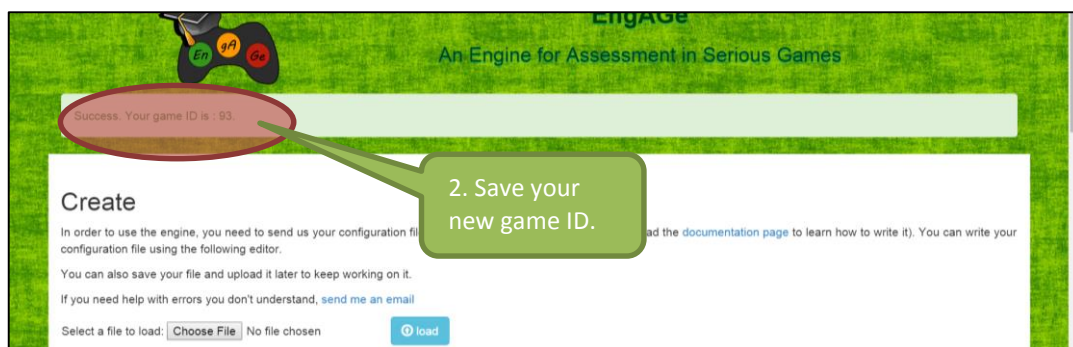 EngAGe
En gA Ge
An Engine for Assessment in Serious Games
Success. Your game ID is : 93.
2. Save your
new game ID.
Create
In order to use the engine, you need to send us your configuration fil ad the documentation page to learn how to write it). You can write your
configuration file using the following editor.
You can also save your file and upload it later to keep working on it.
If you need help with errors you don't understand, send me an email
Select a file to load: Choose File No file chosen load